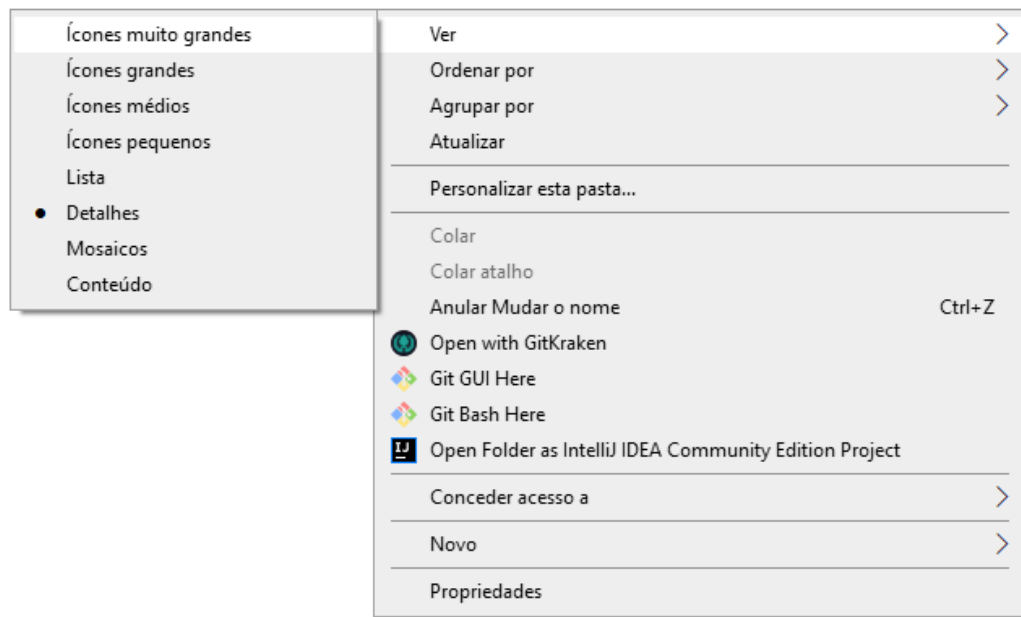 Ícones muito grandes
Ícones grandes
Ícones médios
Ícones pequenos
Lista
Detalhes
Mosaicos
Conteúdo
Ver
Ordenar por
Agrupar por
Atualizar
Personalizar esta pasta...
Colar
Colar atalho
Anular Mudar o nome Ctrl+Z
Open with GitKraken
Git GUI Here
Git Bash Here
IJ Open Folder as IntelliJ IDEA Community Edition Project
Conceder acesso a
Novo
Propriedades